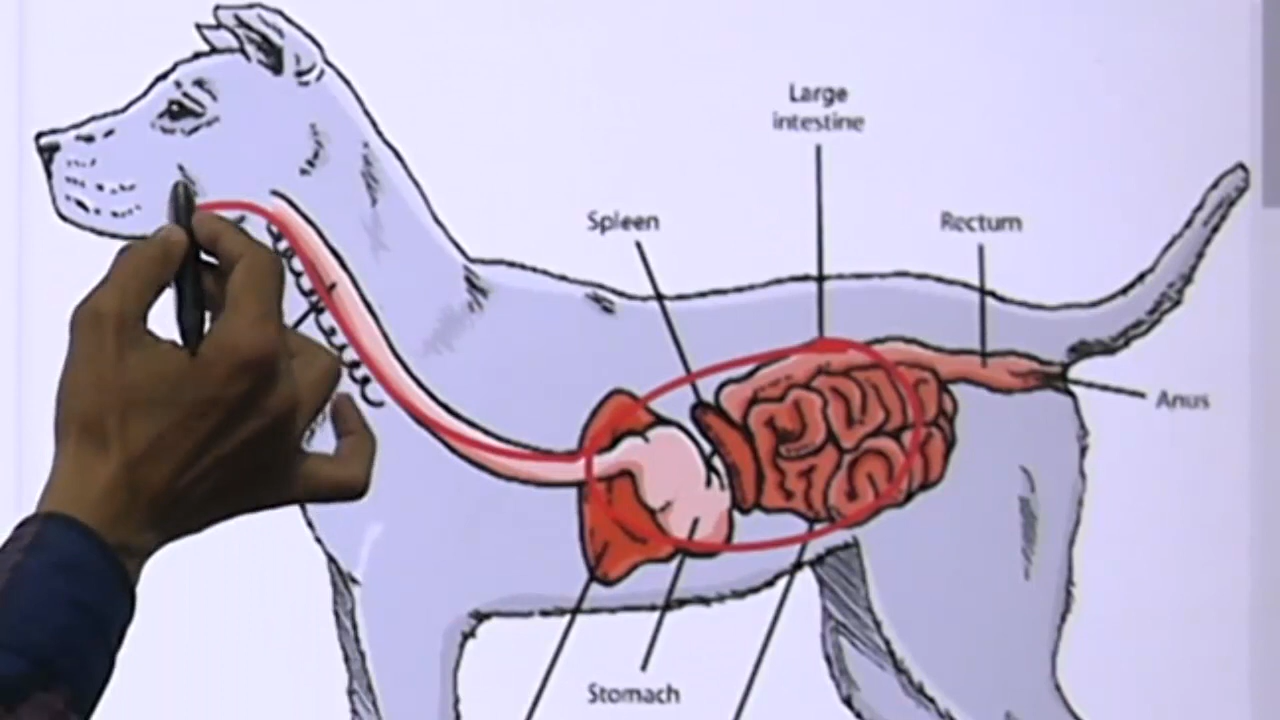 Large
intestine
Spleen
Rectum
Anus
Stomach